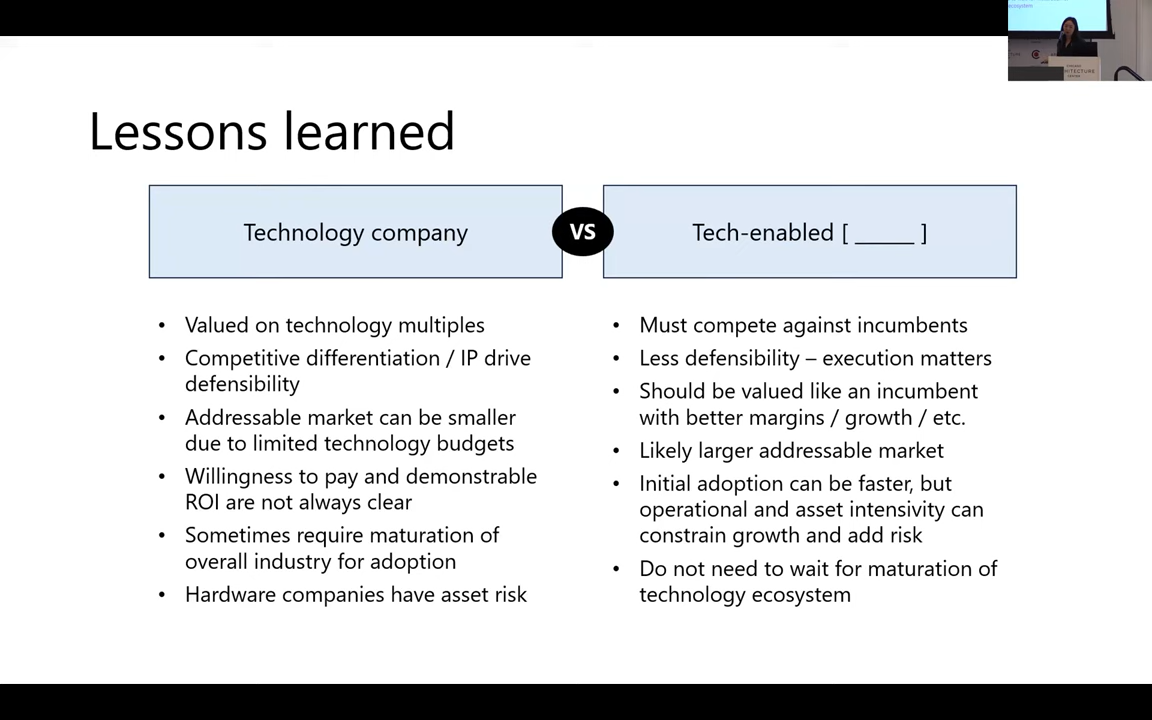 ecosystem
CHICAGO
HITECTURE
CENTER
Lessons learned
Technology company
VS
Tech-enabled [ _____ ]
• Valued on technology multiples
• Competitive differentiation / IP drive
defensibility
• Addressable market can be smaller
due to limited technology budgets
• Willingness to pay and demonstrable
ROI are not always clear
• Sometimes require maturation of
overall industry for adoption
• Hardware companies have asset risk
• Must compete against incumbents
• Less defensibility – execution matters
• Should be valued like an incumbent
with better margins / growth / etc.
• Likely larger addressable market
• Initial adoption can be faster, but
operational and asset intensivity can
constrain growth and add risk
• Do not need to wait for maturation of
technology ecosystem